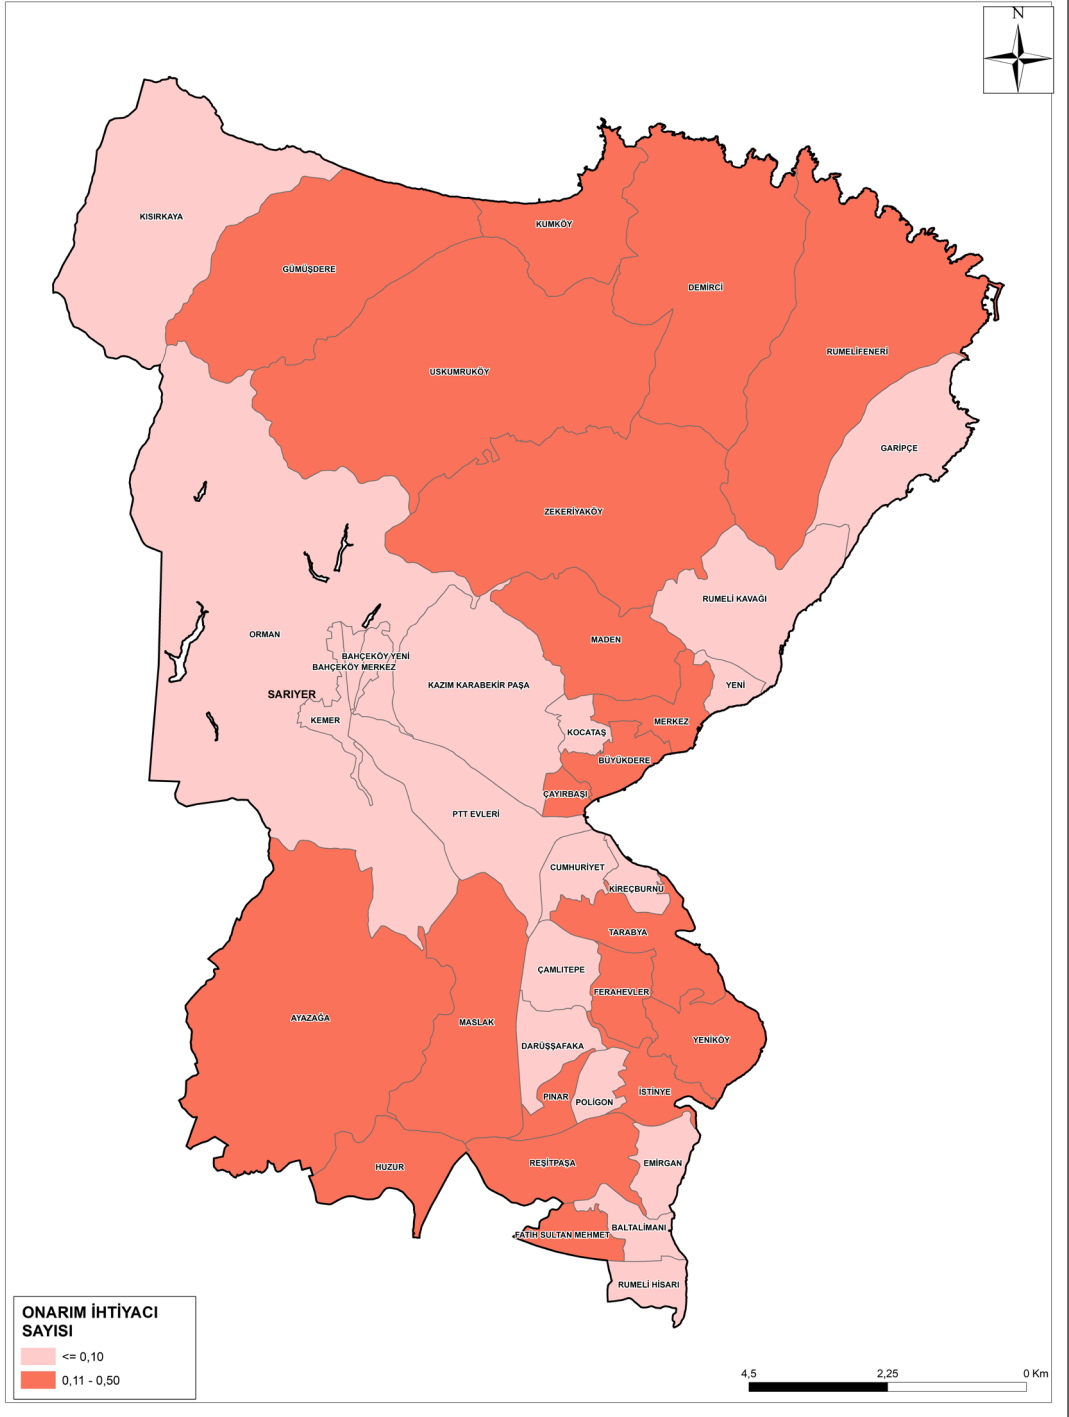 N
KISIRKAYA
KUMKÖY
GÜMÜŞDERE
DEMİRCİ
RUMELİFENERİ
USKUMRUKÖY
GARİPÇE
ZEKERİYAKÖY
RUMELİ KAVAĞI
ORMAN
MADEN
BAHÇEKÖY YENİ
BAHÇEKÖY MERKEZ
KAZIM KARABEKİR PAŞA
YENİ
SARIYER
KEMER
MERKEZ
KOCATAŞ
BÜYÜKDERE
ÇAYIRBAŞI
PTT EVLERİ
CUMHURİYET
KİREÇBURNU
TARABYA
ÇAMLITEPE
FERAHEVLER
AYAZAĞA
MASLAK
YENİKÖY
DARÜŞŞAFAKA
İSTİNYE
PINAR
POLİGON
HUZUR
REŞİTPAŞA
EMİRGAN
BALTALİMANI
FATİH SULTAN MEHMET
RUMELİ HİSARI
ONARIM İHTİYACI
SAYISI
<= 0,10
0,11 - 0,50
4,5 2,25 0 Km